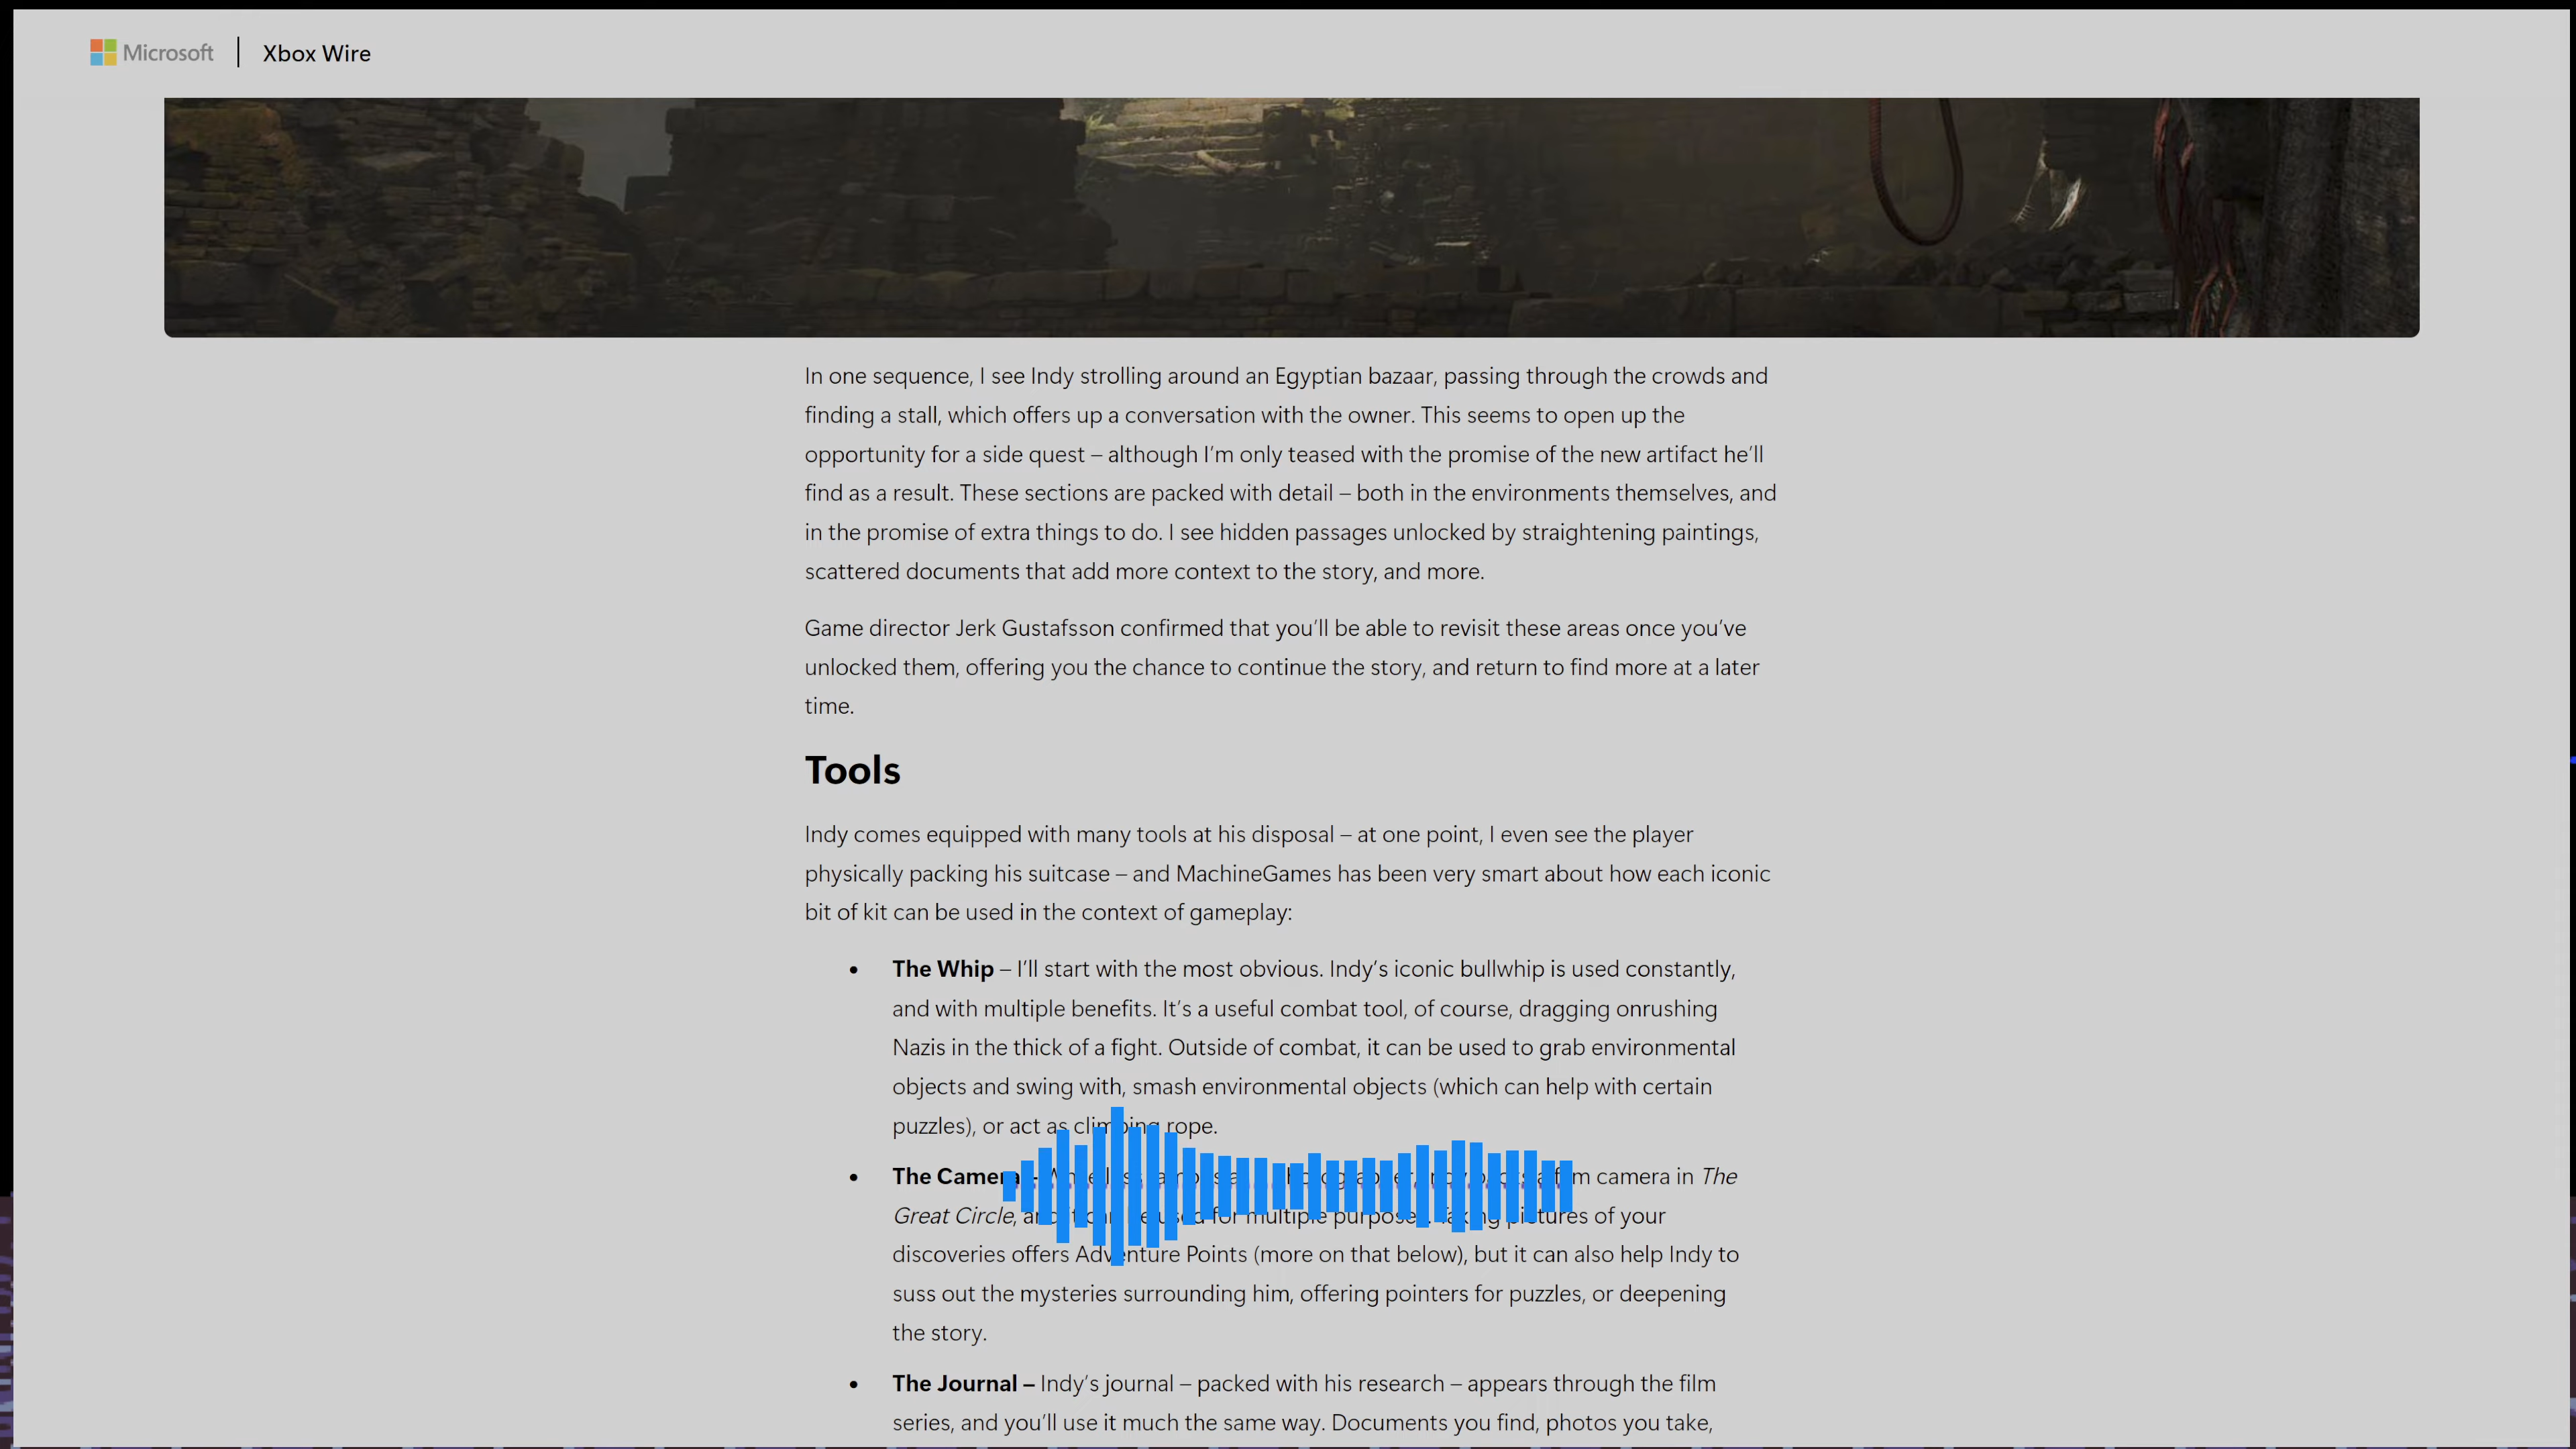 Microsoft | Xbox Wire
In one sequence, I see Indy strolling around an Egyptian bazaar, passing through the crowds and
finding a stall, which offers up a conversation with the owner. This seems to open up the
opportunity for a side quest – although I’m only teased with the promise of the new artifact he’ll
find as a result. These sections are packed with detail – both in the environments themselves, and
in the promise of extra things to do. I see hidden passages unlocked by straightening paintings,
scattered documents that add more context to the story, and more.
Game director Jerk Gustafsson confirmed that you’ll be able to revisit these areas once you’ve
unlocked them, offering you the chance to continue the story, and return to find more at a later
time.
Tools
Indy comes equipped with many tools at his disposal – at one point, I even see the player
physically packing his suitcase – and MachineGames has been very smart about how each iconic
bit of kit can be used in the context of gameplay:
• The Whip – I’ll start with the most obvious. Indy’s iconic bullwhip is used constantly,
and with multiple benefits. It’s a useful combat tool, of course, dragging onrushing
Nazis in the thick of a fight. Outside of combat, it can be used to grab environmental
objects and swing with, smash environmental objects (which can help with certain
puzzles), or act as climbing rope.
• The Camera – camera in The
Great Circle, and it can be used for multiple purposes. Taking pictures of your
discoveries offers Adventure Points (more on that below), but it can also help Indy to
suss out the mysteries surrounding him, offering pointers for puzzles, or deepening
the story.
• The Journal – Indy’s journal – packed with his research – appears through the film
series, and you’ll use it much the same way. Documents you find, photos you take,